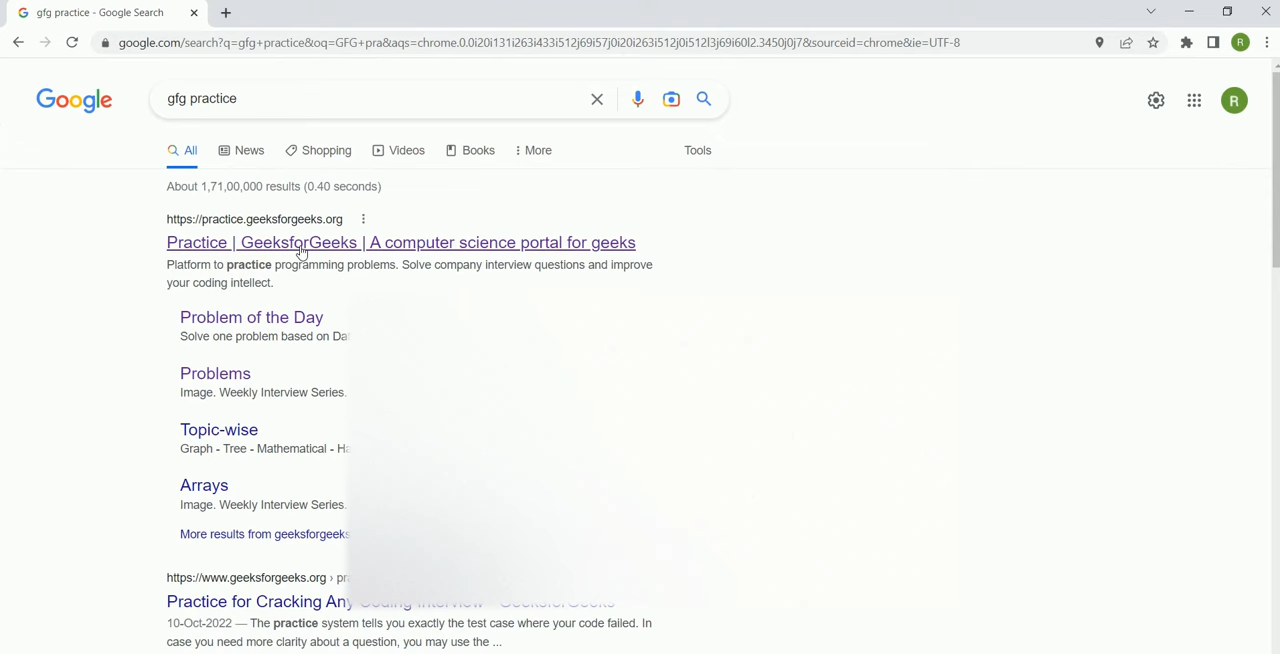 gfg practice - Google Search
google.com/search?q=gfg+practice&oq=GFG+pra&aqs=chrome.0.0i20i131i263i433i512j69i57j0i20i263i512j0i512l3j69i60l2.3450j0j7&sourceid=chrome&ie=UTF-8
R
Google
gfg practice
R
All News Shopping Videos Books More Tools
About 1,71,00,000 results (0.40 seconds)
https://practice.geeksforgeeks.org
Practice | GeeksforGeeks | A computer science portal for geeks
Platform to practice programming problems. Solve company interview questions and improve
your coding intellect.
Problem of the Day
Solve one problem based on
Problems
Image. Weekly Interview Series.
Topic-wise
Graph - Tree - Mathematical -
Arrays
Image. Weekly Interview Series.
More results from geeksforgeeks
https://www.geeksforgeeks.org ›
Practice for Cracking Any Coding Interview - GeeksforGeeks
10-Oct-2022 — The practice system tells you exactly the test case where your code failed. In
case you need more clarity about a question, you may use the ...